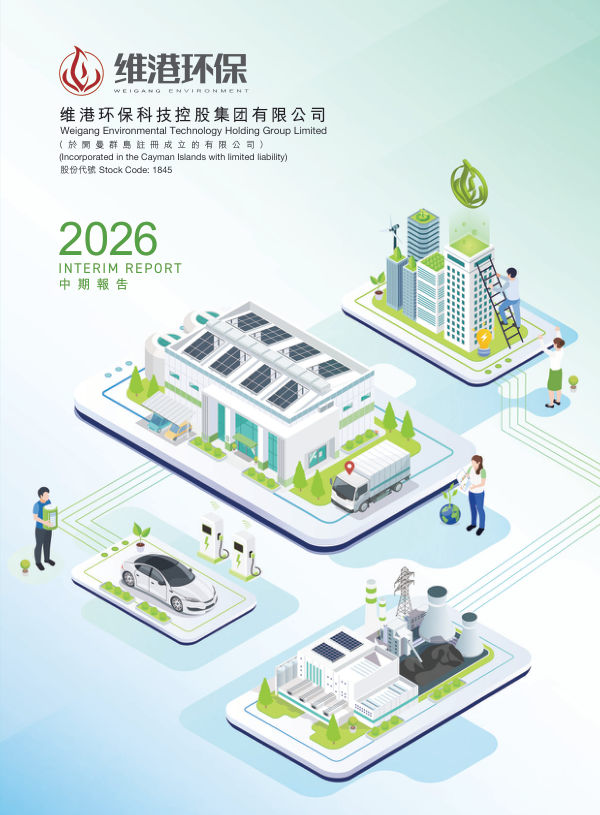 维港环保
WEIGANG ENVIRONMENT
维港环保科技控股集团有限公司
Weigang Environmental Technology Holding Group Limited
（於開曼群島註冊成立的有限公司）
(Incorporated in the Cayman Islands with limited liability)
股份代號 Stock Code: 1845
2026
INTERIM REPORT
中期報告